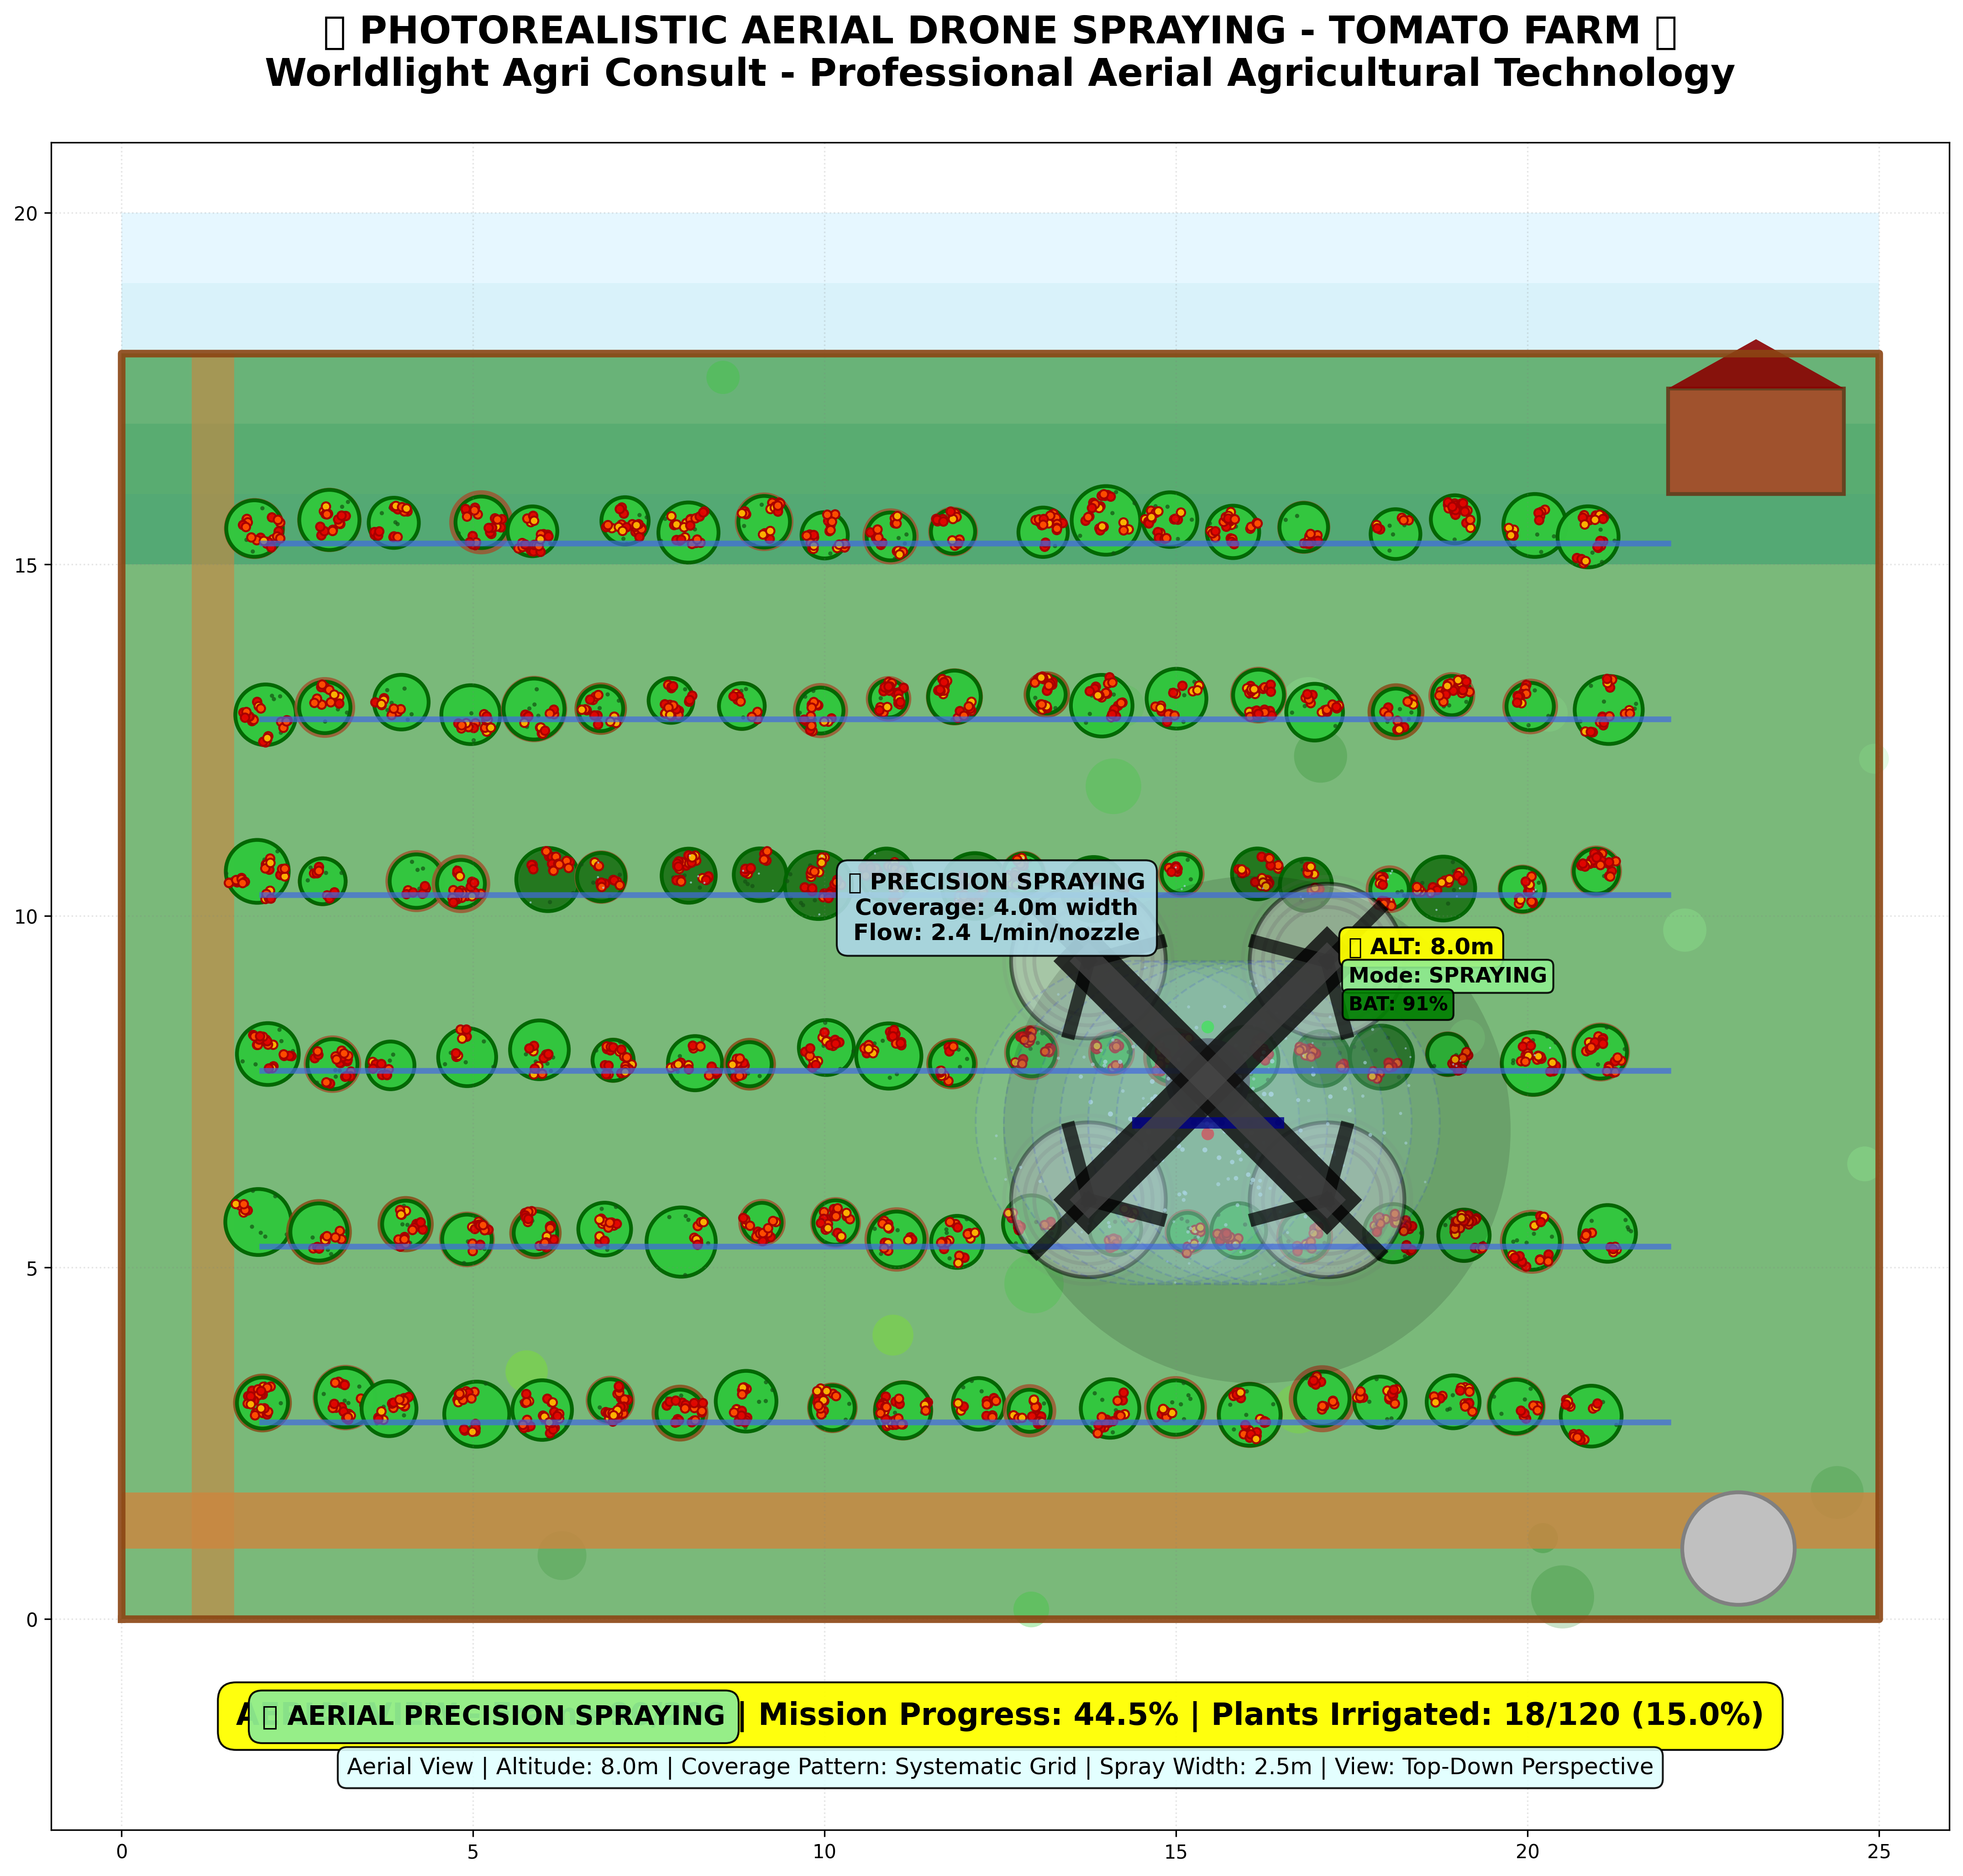 PHOTOREALISTIC AERIAL DRONE SPRAYING - TOMATO FARM
Worldlight Agri Consult - Professional Aerial Agricultural Technology
20
15
10
5
0
PRECISION SPRAYING
Coverage: 4.0m width
Flow: 2.4 L/min/nozzle
ALT: 8.0m
Mode: SPRAYING
BAT: 91%
AERIAL PRECISION SPRAYING | Mission Progress: 44.5% | Plants Irrigated: 18/120 (15.0%)
Aerial View | Altitude: 8.0m | Coverage Pattern: Systematic Grid | Spray Width: 2.5m | View: Top-Down Perspective
0 5 10 15 20 25